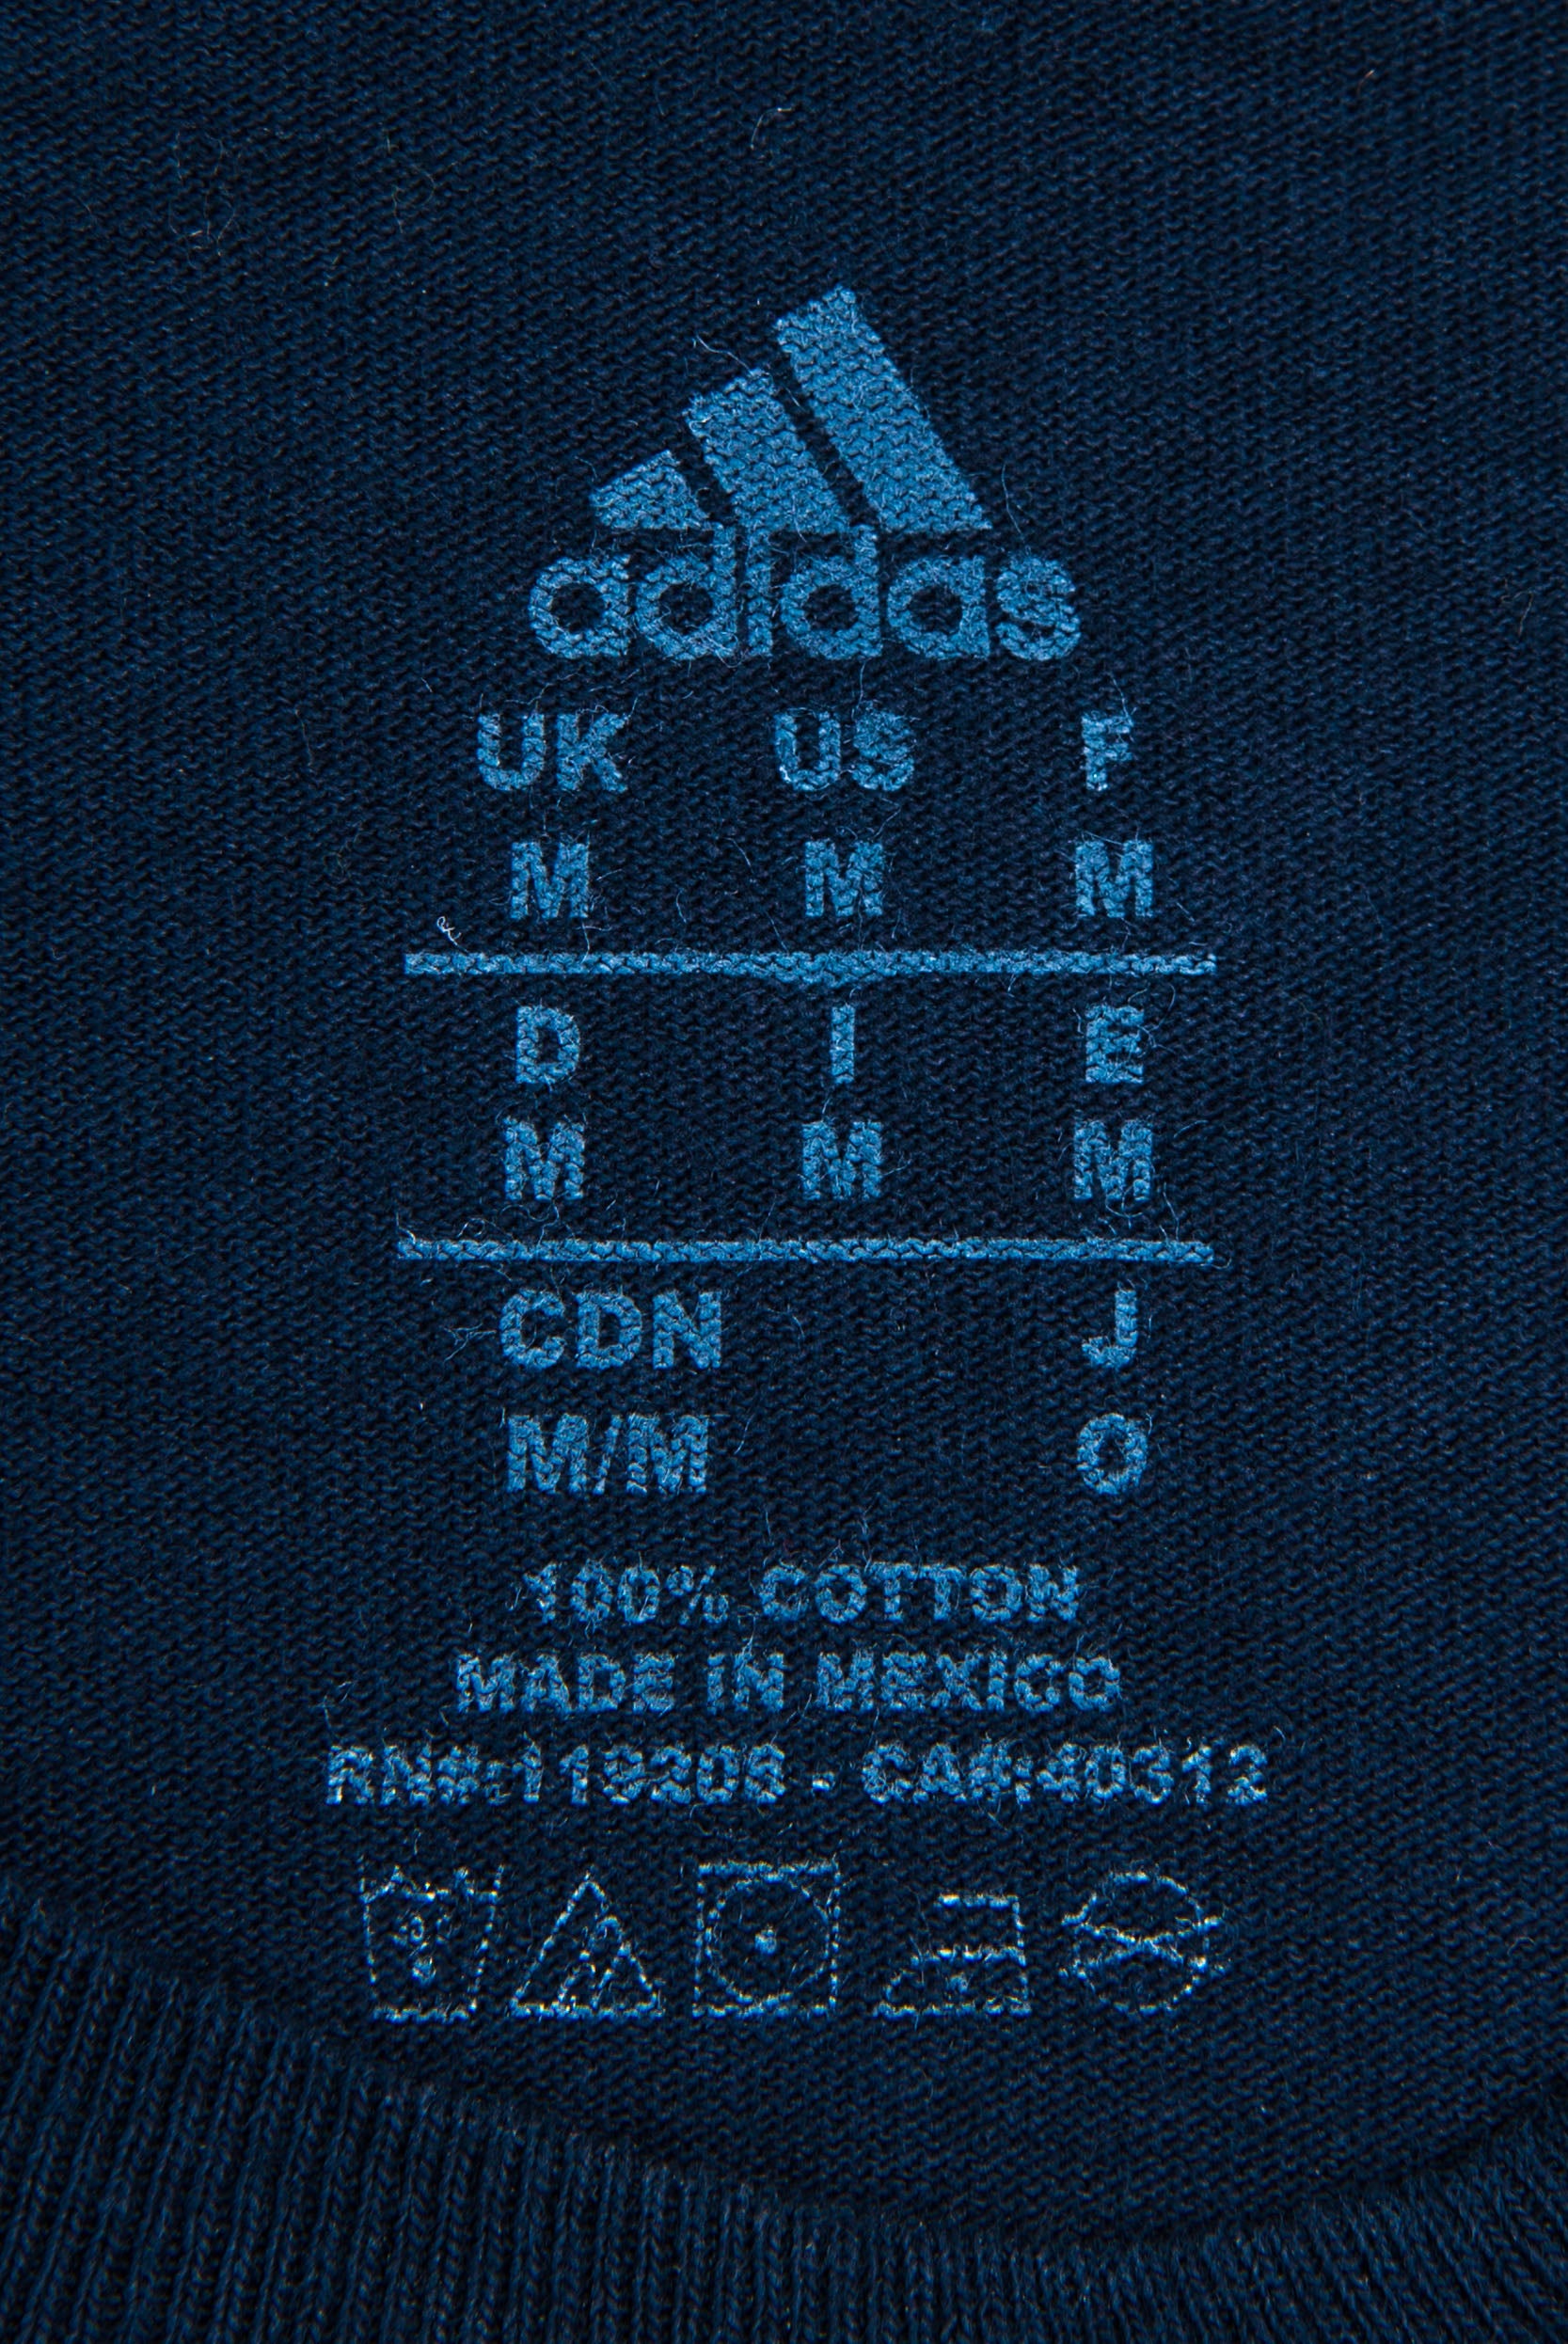 adidas
UK US F
M M M
D I E
M M M
CDN J
M/M O
100% COTTON
MADE IN MEXICO
RN#:119208 - CA#:40312